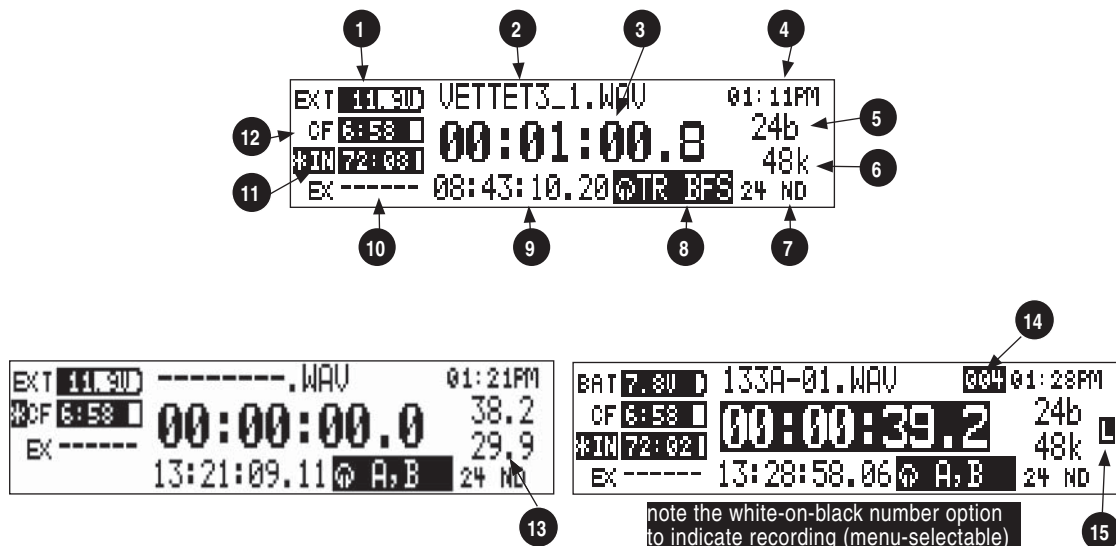 1 2 3 4
EXT 11.9V VETTET3_1.WAV 01:11PM
12 CF 6:58 00:01:00.8 24b 5
*IN 72:08 48k 6
11 EX ------ 08:43:10.20 TR BFS 24 ND
10 9 8 7
14
EXT 11.9V --------.WAV 01:21PM
*CF 6:58 00:00:00.0 38.2
EX ------ 29.9
13:21:09.11 A,B 24 ND
13
BAT 7.8V 133A-01.WAV 004 01:28PM
CF 6:58 00:00:39.2 24b L
*IN 72:02 48k
EX ------ 13:28:58.06 A,B 24 ND
note the white-on-black number option
to indicate recording (menu-selectable)
15